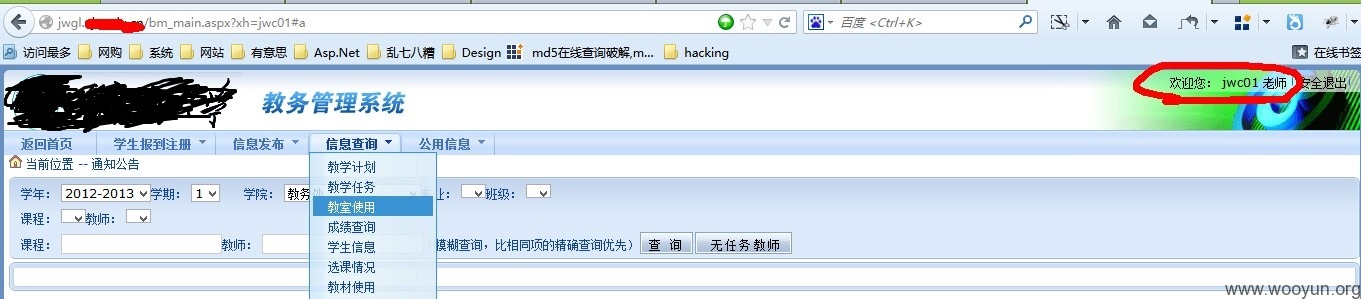 jwgl. /bm_main.aspx?xh=jwc01#a
百度 <Ctrl+K>
访问最多 网购 系统 网站 有意思 Asp.Net 乱七八糟 Design md5在线查询破解,m... hacking 在线书签
教务管理系统 欢迎您： jwc01 老师 安全退出
返回首页 学生报到注册 信息发布 信息查询 公用信息
当前位置 -- 通知公告
教学计划
学年： 2012-2013 学期： 1 学院： 教务 业： 班级：
教学任务
教室使用
课程： 教师：
成绩查询
课程： 教师： 模糊查询，比相同项的精确查询优先） 查 询 无任务教师
学生信息
选课情况
教材使用
www.wooyun.org